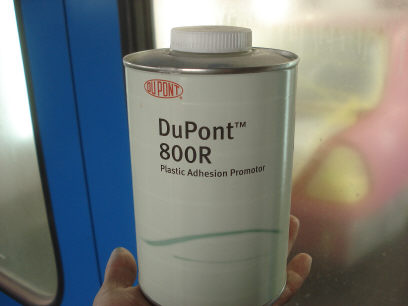 DUPONT
DuPont™
800R
Plastic Adhesion Promotor